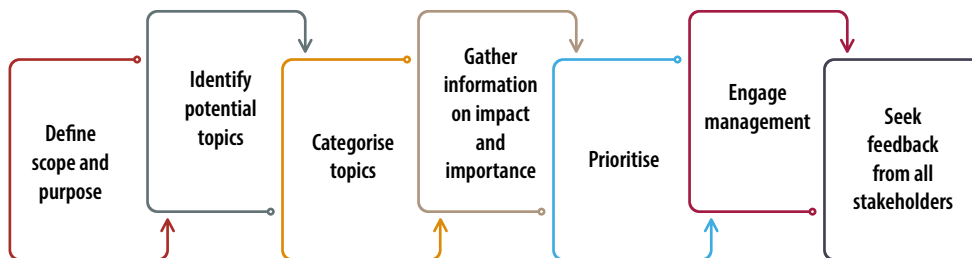 Define
scope and
purpose
Identify
potential
topics
Categorise
topics
Gather
information
on impact
and
importance
Prioritise
Engage
management
Seek
feedback
from all
stakeholders